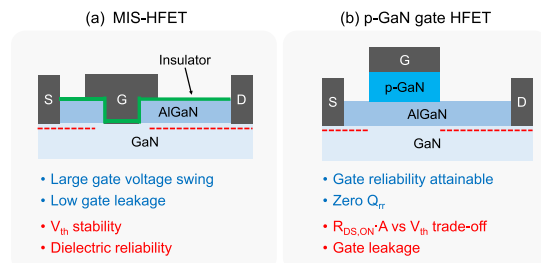 (a) MIS-HFET
Insulator
S
G
D
AlGaN
GaN
• Large gate voltage swing
• Low gate leakage
• Vth stability
• Dielectric reliability
(b) p-GaN gate HFET
G
p-GaN
S
D
AlGaN
GaN
• Gate reliability attainable
• Zero Qrr
• RDS,ON·A vs Vth trade-off
• Gate leakage